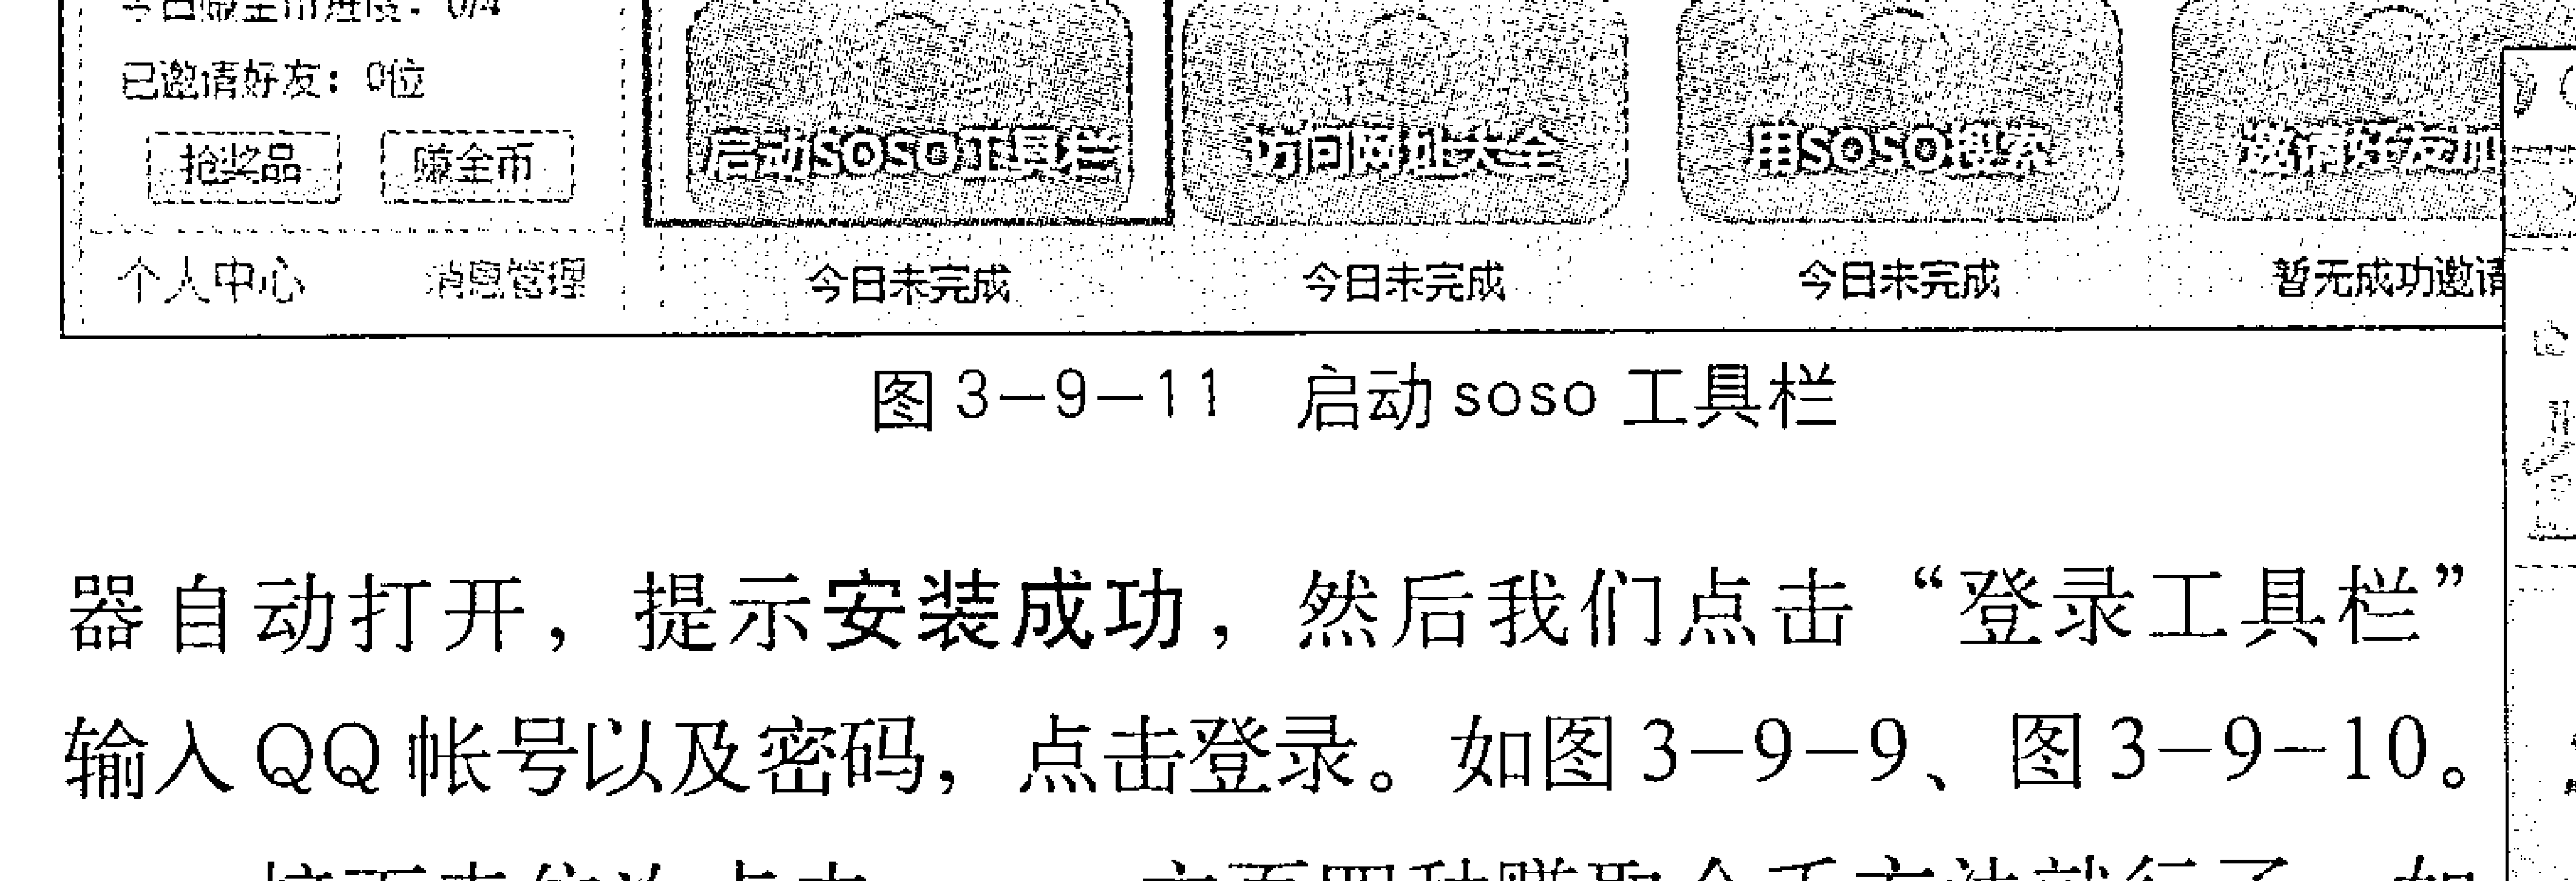 已邀请好友：0位
抢奖品 赚金币
启动SOSO工具栏 访问网址大全 用SOSO搜索 邀请好友加
个人中心 消息管理 今日未完成 今日未完成 今日未完成 暂无成功邀请
图 3-9-11 启动 soso 工具栏
器自动打开，提示安装成功，然后我们点击“登录工具栏”
输入 QQ 帐号以及密码，点击登录。如图 3-9-9、图 3-9-10。